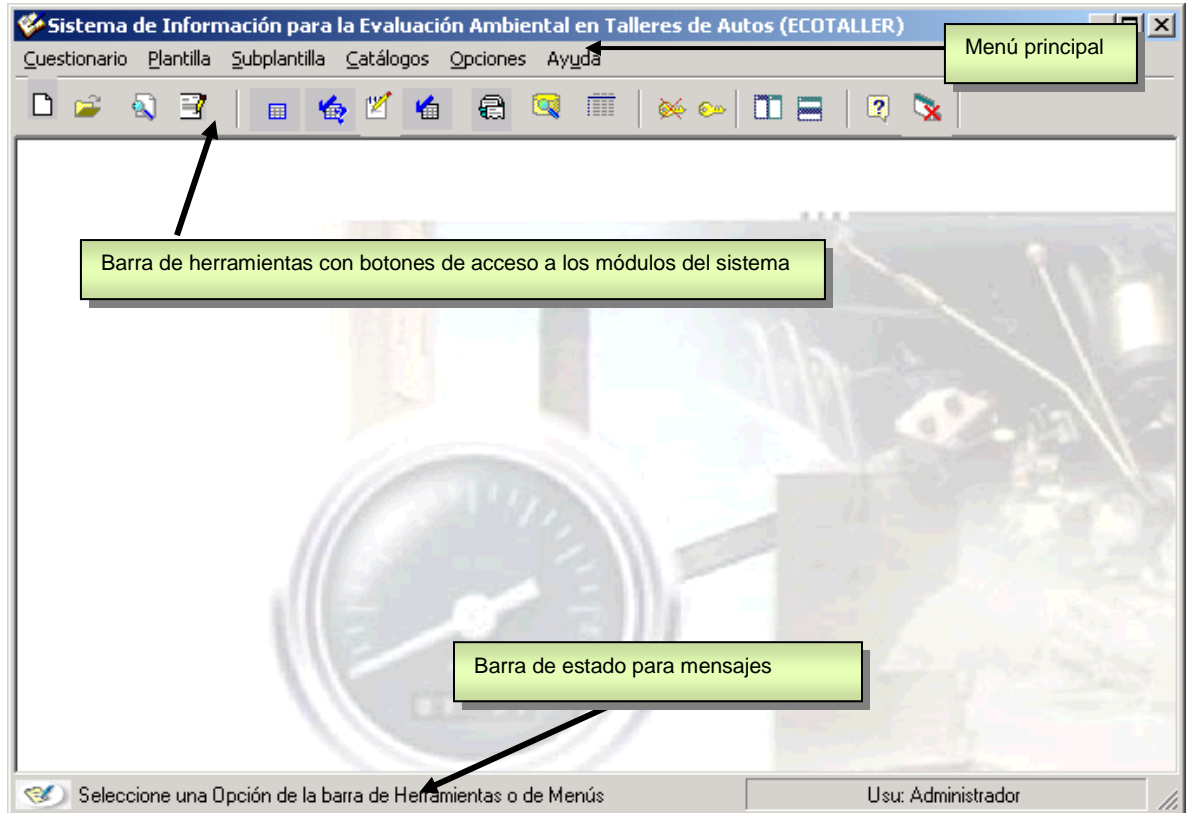 Sistema de Información para la Evaluación Ambiental en Talleres de Autos (ECOTALLER)
Menú principal
Cuestionario Plantilla Subplantilla Catálogos Opciones Ayuda
Barra de herramientas con botones de acceso a los módulos del sistema
Barra de estado para mensajes
Seleccione una Opción de la barra de Herramientas o de Menús
Usu: Administrador